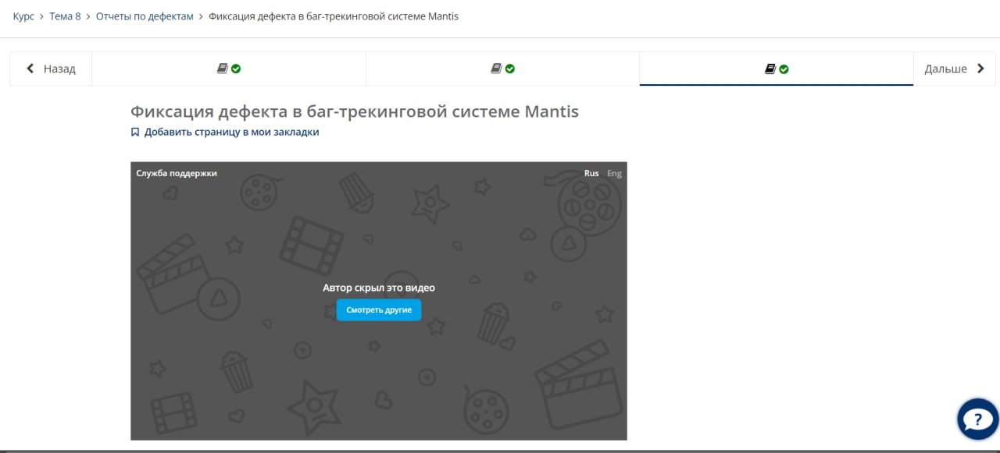 Курс > Тема 8 > Отчеты по дефектам > Фиксация дефекта в баг-трекинговой системе Mantis
Назад
Дальше
Фиксация дефекта в баг-трекинговой системе Mantis
Добавить страницу в мои закладки
Служба поддержки
Rus Eng
Автор скрыл это видео
Смотреть другие
?